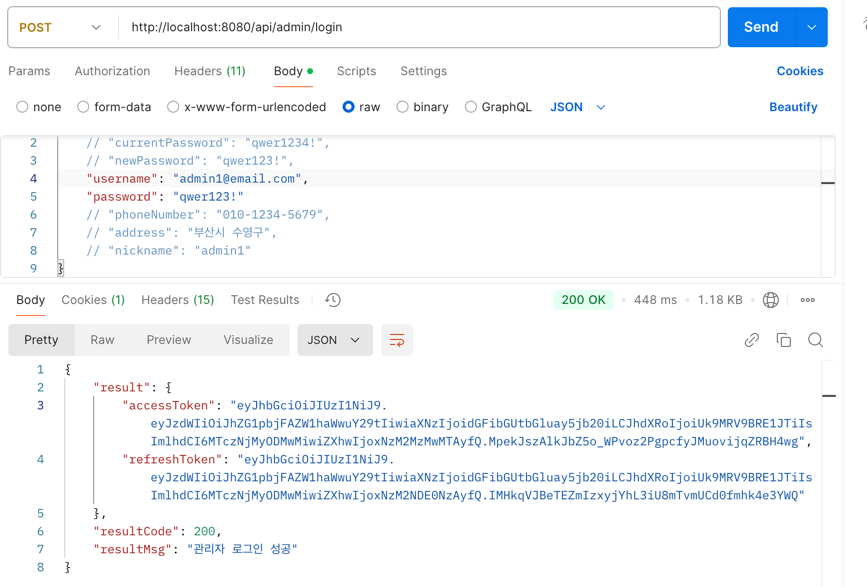 POST
http://localhost:8080/api/admin/login
Send
Params Authorization Headers (11) Body Scripts Settings Cookies
none form-data x-www-form-urlencoded raw binary GraphQL JSON Beautify
2 // "currentPassword": "qwer1234!",
3 // "newPassword": "qwer123!",
4 "username": "admin1@email.com",
5 "password": "qwer123!"
6 // "phoneNumber": "010-1234-5679",
7 // "address": "부산시 수영구",
8 // "nickname": "admin1"
9 }
Body Cookies (1) Headers (15) Test Results 200 OK 448 ms 1.18 KB
Pretty Raw Preview Visualize JSON
1 {
2 "result": {
3 "accessToken": "eyJhbGciOiJIUzI1NiJ9.
eyJzdWIiOiJhZG1pbjFAZW1haWwuY29tIiwiaXNzIjoidGFibGUtbGluay5jb20iLCJhdXRoIjoiUk9MRV9BRE1JTiIs
ImlhdCI6MTczNjMyODMwMiwiZXhwIjoxNzM2MzMwMTAyfQ.MpekJszAlkJbZ5o_WPvoz2PgpcfyJMuovijqZRBH4wg",
4 "refreshToken": "eyJhbGciOiJIUzI1NiJ9.
eyJzdWIiOiJhZG1pbjFAZW1haWwuY29tIiwiaXNzIjoidGFibGUtbGluay5jb20iLCJhdXRoIjoiUk9MRV9BRE1JTiIs
ImlhdCI6MTczNjMyODMwMiwiZXhwIjoxNzM2NDE0NzAyfQ.IMHkqVJBeTEZmIzxyjYhL3iU8mTvmUCd0fmhk4e3YWQ"
5 },
6 "resultCode": 200,
7 "resultMsg": "관리자 로그인 성공"
8 }